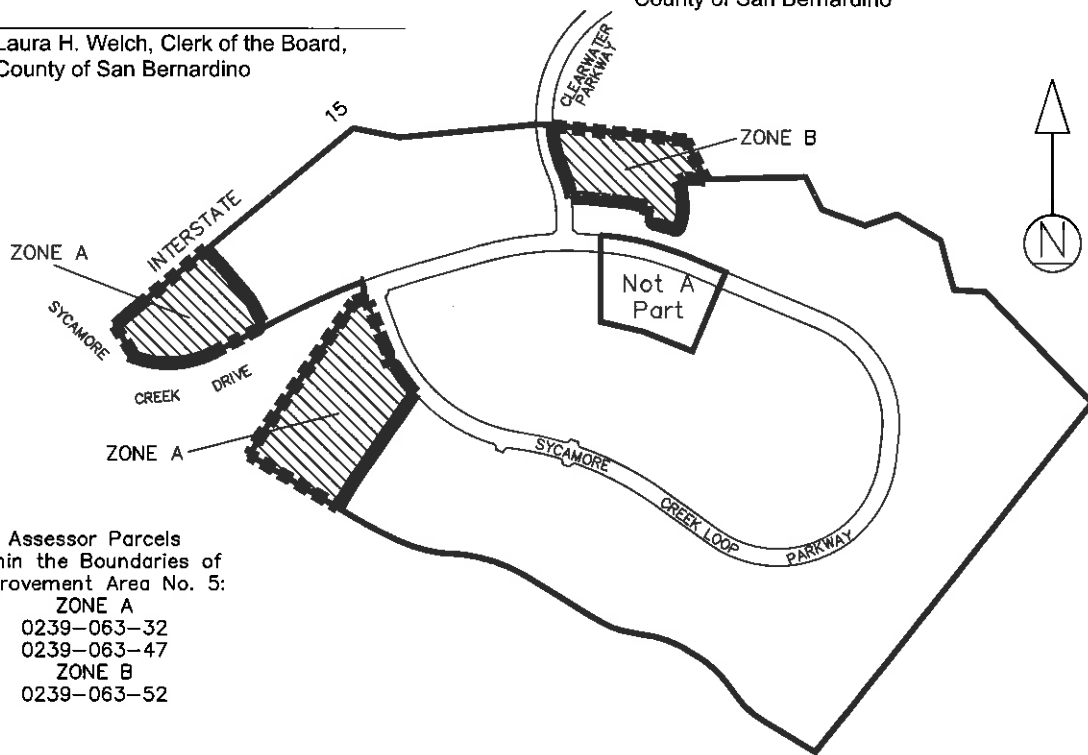 County of San Bernardino
Laura H. Welch, Clerk of the Board,
County of San Bernardino
CLEARWATER
PARKWAY
15
INTERSTATE
ZONE B
ZONE A
SYCAMORE
CREEK
DRIVE
Not A
Part
N
ZONE A
SYCAMORE
CREEK LOOP
PARKWAY
Assessor Parcels
the Boundaries of
Area No. 5:
ZONE A
0239-063-32
0239-063-47
ZONE B
0239-063-52